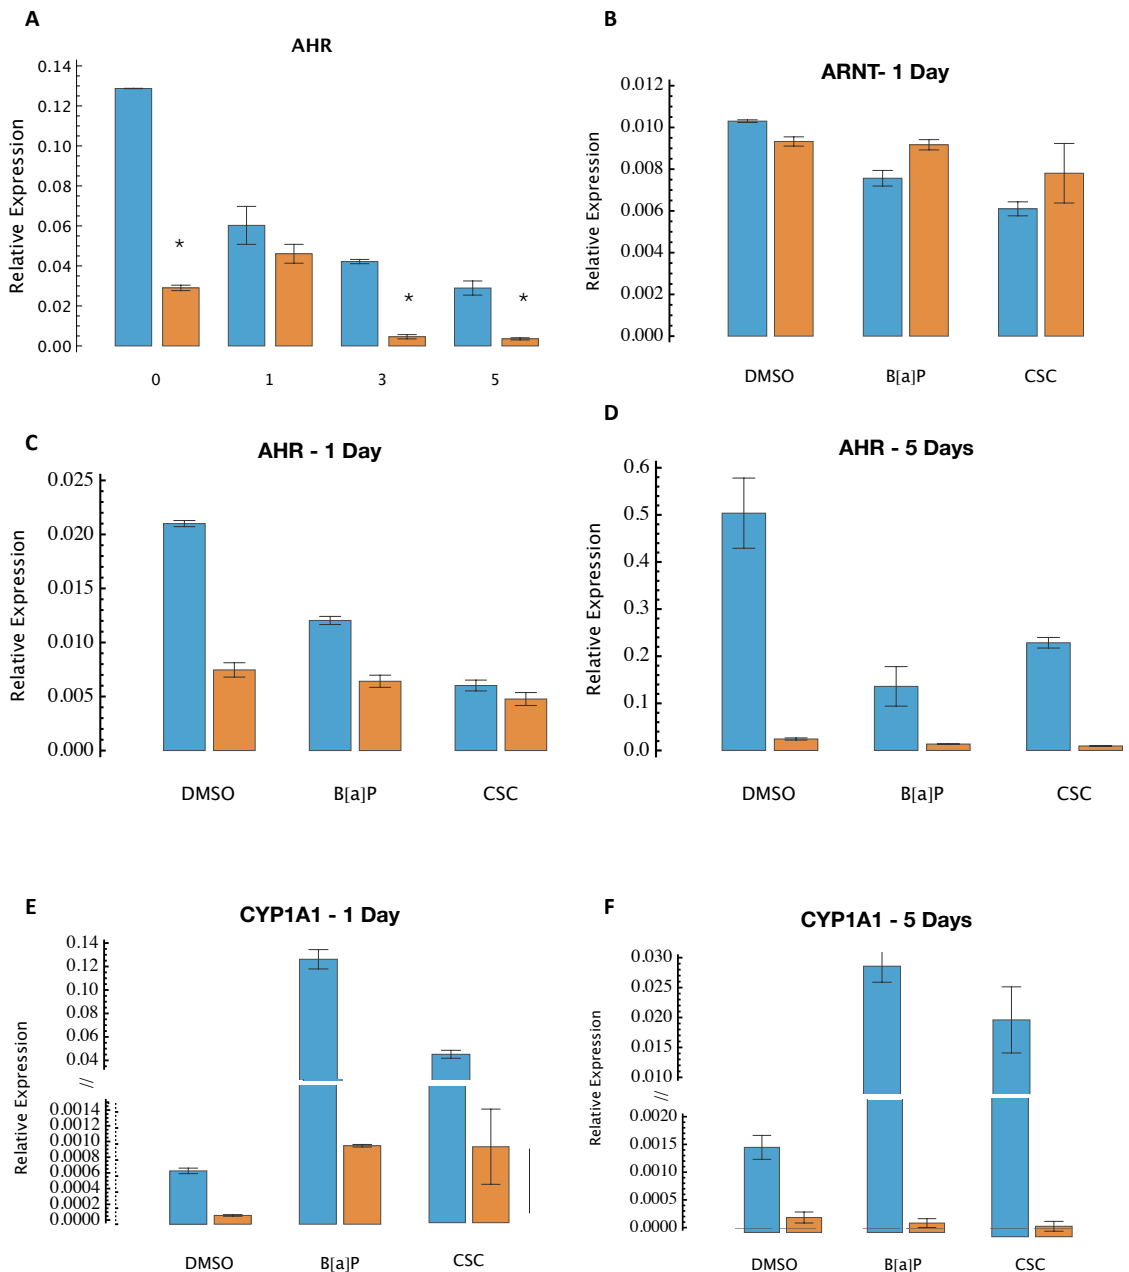 A
AHR
Relative Expression
0.14
0.12
0.10
0.08
0.06
0.04
0.02
0.00
*
*
*
0 1 3 5
B
ARNT- 1 Day
Relative Expression
0.012
0.010
0.008
0.006
0.004
0.002
0.000
DMSO B[a]P CSC
C
AHR - 1 Day
Relative Expression
0.025
0.020
0.015
0.010
0.005
0.000
DMSO B[a]P CSC
D
AHR - 5 Days
Relative Expression
0.6
0.5
0.4
0.3
0.2
0.1
0.0
DMSO B[a]P CSC
E
CYP1A1 - 1 Day
Relative Expression
0.14
0.12
0.10
0.08
0.06
0.04
//
0.0014
0.0012
0.0010
0.0008
0.0006
0.0004
0.0002
0.0000
DMSO B[a]P CSC
F
CYP1A1 - 5 Days
Relative Expression
0.030
0.025
0.020
0.015
0.010
//
0.0020
0.0015
0.0010
0.0005
0.0000
DMSO B[a]P CSC